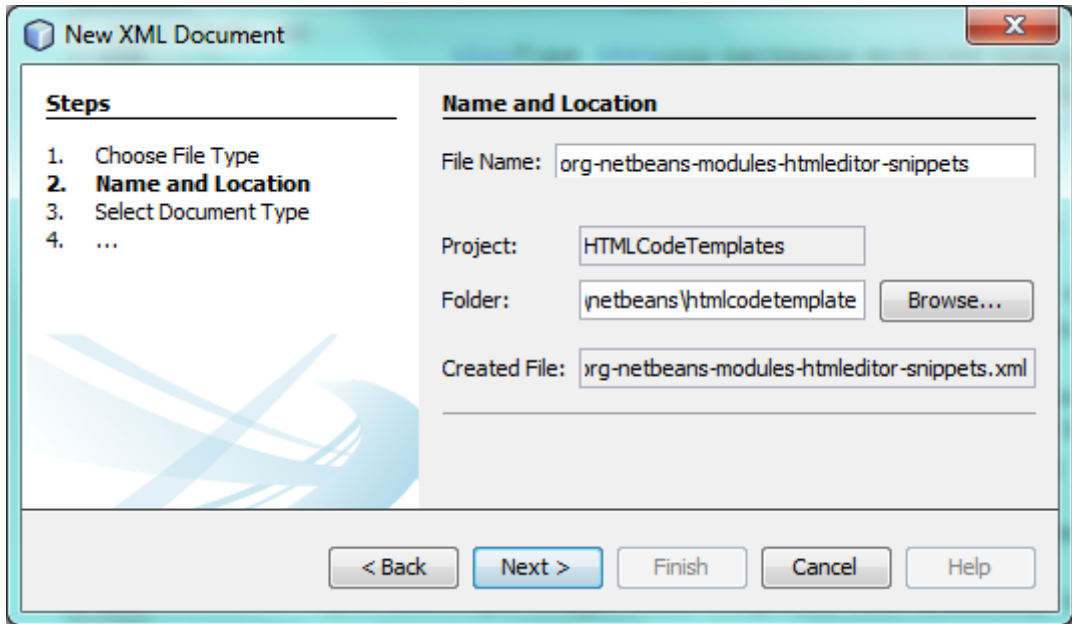 New XML Document
Steps
1. Choose File Type
2. Name and Location
3. Select Document Type
4. ...
Name and Location
File Name: org-netbeans-modules-htmleditor-snippets
Project: HTMLCodeTemplates
Folder: \netbeans\htmlcodetemplate Browse...
Created File: org-netbeans-modules-htmleditor-snippets.xml
< Back Next > Finish Cancel Help